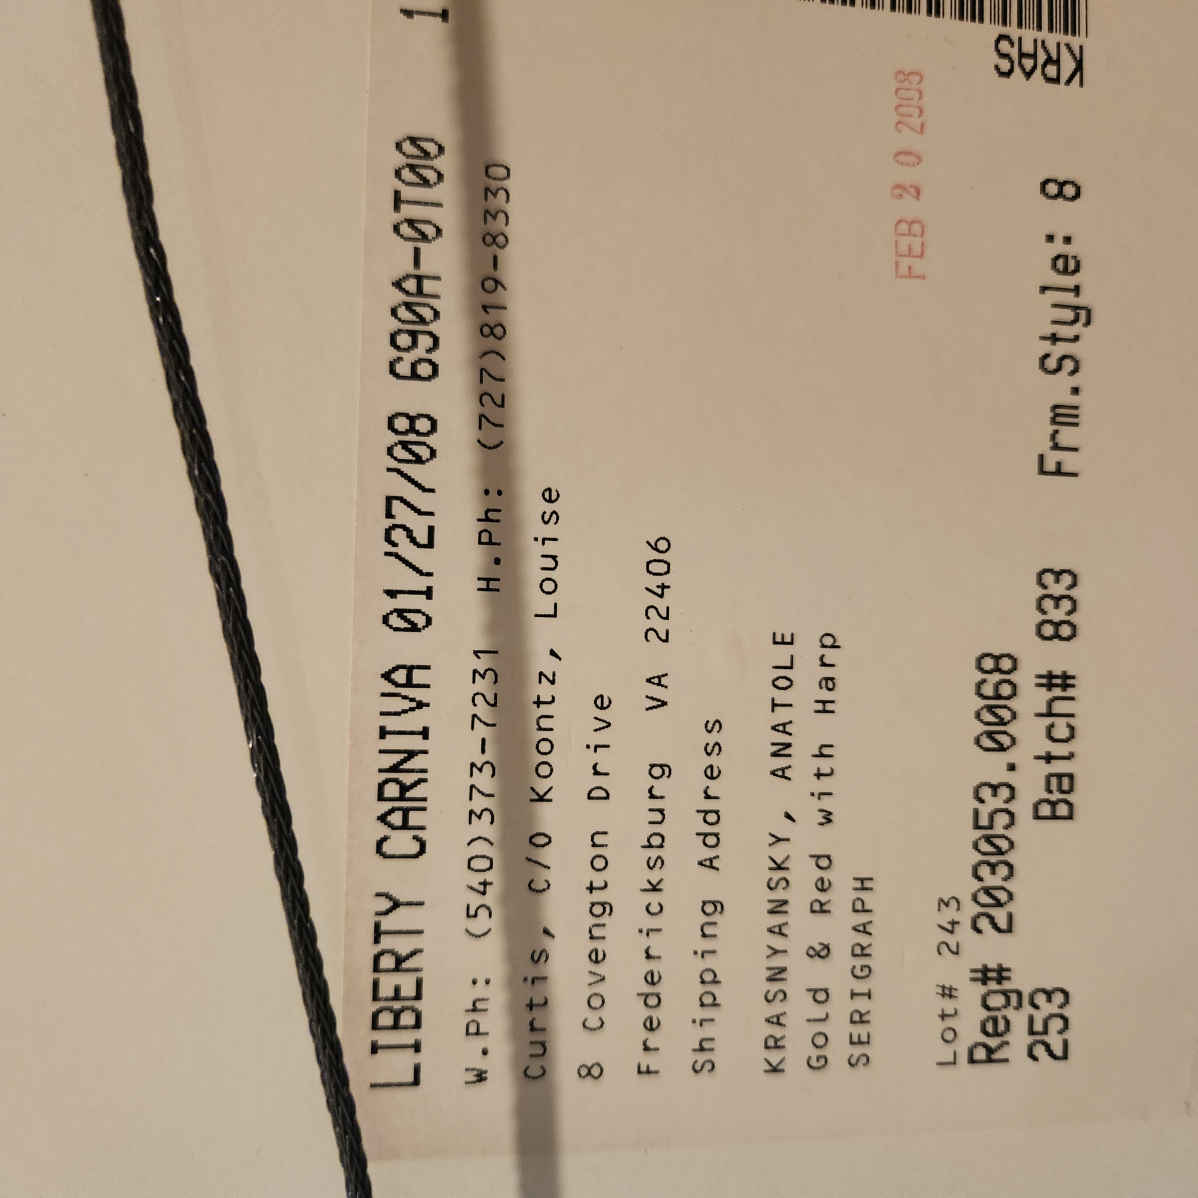 LIBERTY CARNIVA 01/27/08 690A-0T00 1
W.Ph: (540)373-7231 H.Ph: (727)819-8330
Curtis, C/O Koontz, Louise
8 Covengton Drive
Fredericksburg VA 22406
Shipping Address
KRASNYANSKY, ANATOLE
Gold & Red with Harp
SERIGRAPH
FEB 20 2008
Lot# 243
Reg# 203053.0068
253 Batch# 833 Frm.Style: 8
KRAS